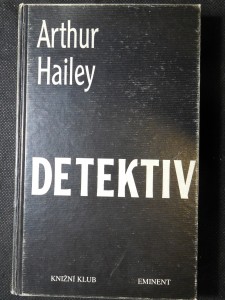 Arthur
Hailey
DETEKTIV
KNIŽNÍ KLUB EMINENT